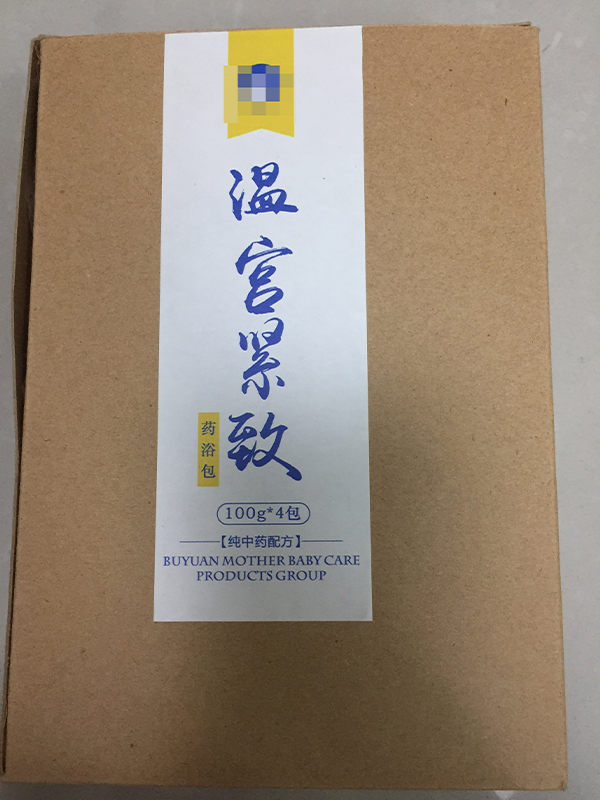 温宫紧致
药浴包
100g*4包
【纯中药配方】
BUYUAN MOTHER BABY CARE
PRODUCTS GROUP